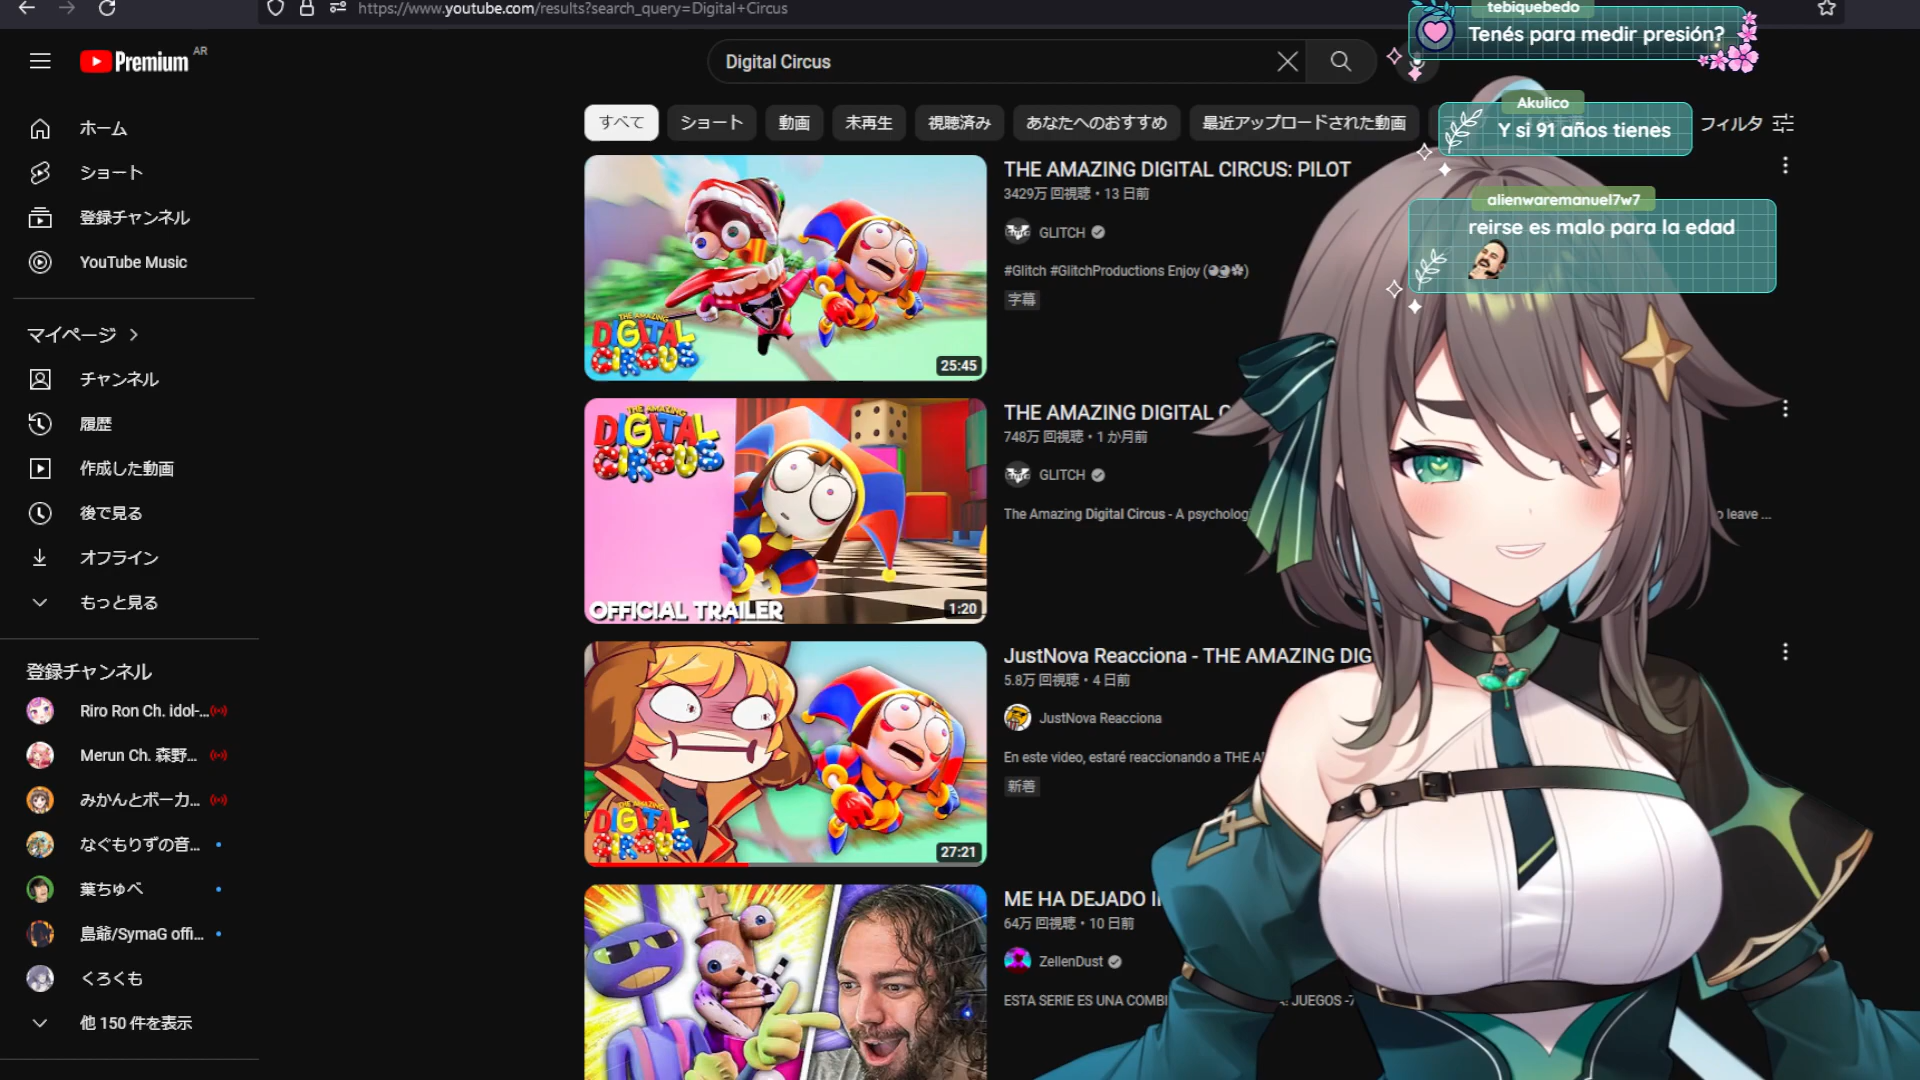 https://www.youtube.com/results?search_query=Digital+Circus
Premium AR
Digital Circus
tebiquebedo
Tenés para medir presión?
Akulico
Y si 91 años tienes
alienwaremanuel7w7
reirse es malo para la edad
すべて
ショート
動画
未再生
視聴済み
あなたへのおすすめ
最近アップロードされた動画
フィルタ
ホーム
ショート
登録チャンネル
YouTube Music
マイページ
チャンネル
履歴
作成した動画
後で見る
オフライン
もっと見る
登録チャンネル
Riro Ron Ch. idol-...
Merun Ch. 森野...
みかんとボーカ...
なぐもりずの音...
葉ちゅべ
島爺/SymaG offi...
くろくも
他 150 件を表示
THE AMAZING DIGITAL CIRCUS
25:45
THE AMAZING DIGITAL CIRCUS: PILOT
3429万 回視聴・13 日前
GLITCH
#Glitch #GlitchProductions Enjoy (◕◕✿)
字幕
THE AMAZING DIGITAL CIRCUS
OFFICIAL TRAILER
1:20
THE AMAZING DIGITAL C
748万 回視聴・1 か月前
GLITCH
The Amazing Digital Circus - A psycholog
o leave ...
THE AMAZING DIGITAL CIRCUS
27:21
JustNova Reacciona - THE AMAZING DIG
5.8万 回視聴・4 日前
JustNova Reacciona
En este video, estaré reaccionando a THE A
新着
ME HA DEJADO
64万 回視聴・10 日前
ZellenDust
ESTA SERIE ES UNA COMBI
JUEGOS